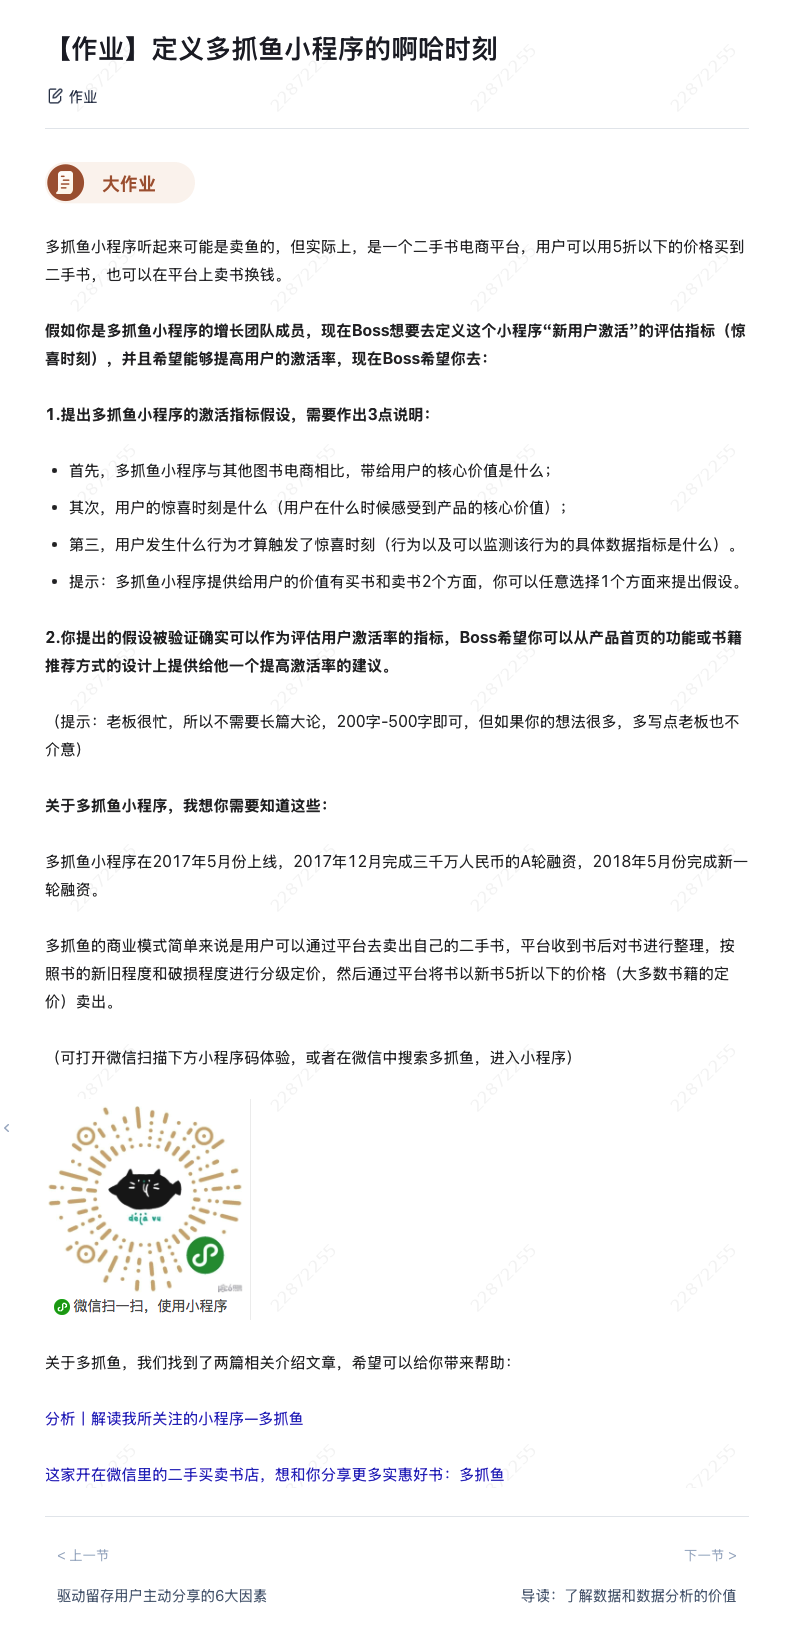 【作业】定义多抓鱼小程序的啊哈时刻
作业
大作业
多抓鱼小程序听起来可能是卖鱼的，但实际上，是一个二手书电商平台，用户可以用5折以下的价格买到
二手书，也可以在平台上卖书换钱。
假如你是多抓鱼小程序的增长团队成员，现在Boss想要去定义这个小程序“新用户激活”的评估指标（惊
喜时刻），并且希望能够提高用户的激活率，现在Boss希望你去：
1.提出多抓鱼小程序的激活指标假设，需要作出3点说明：
• 首先，多抓鱼小程序与其他图书电商相比，带给用户的核心价值是什么；
• 其次，用户的惊喜时刻是什么（用户在什么时候感受到产品的核心价值）；
• 第三，用户发生什么行为才算触发了惊喜时刻（行为以及可以监测该行为的具体数据指标是什么）。
• 提示：多抓鱼小程序提供给用户的价值有买书和卖书2个方面，你可以任意选择1个方面来提出假设。
2.你提出的假设被验证确实可以作为评估用户激活率的指标，Boss希望你可以从产品首页的功能或书籍
推荐方式的设计上提供给他一个提高激活率的建议。
（提示：老板很忙，所以不需要长篇大论，200字-500字即可，但如果你的想法很多，多写点老板也不
介意）
关于多抓鱼小程序，我想你需要知道这些：
多抓鱼小程序在2017年5月份上线，2017年12月完成三千万人民币的A轮融资，2018年5月份完成新一
轮融资。
多抓鱼的商业模式简单来说是用户可以通过平台去卖出自己的二手书，平台收到书后对书进行整理，按
照书的新旧程度和破损程度进行分级定价，然后通过平台将书以新书5折以下的价格（大多数书籍的定
价）卖出。
（可打开微信扫描下方小程序码体验，或者在微信中搜索多抓鱼，进入小程序）
déjà vu
微信扫一扫，使用小程序
关于多抓鱼，我们找到了两篇相关介绍文章，希望可以给你带来帮助：
分析丨解读我所关注的小程序—多抓鱼
这家开在微信里的二手买卖书店，想和你分享更多实惠好书：多抓鱼
< 上一节
下一节 >
驱动留存用户主动分享的6大因素
导读：了解数据和数据分析的价值
22872255